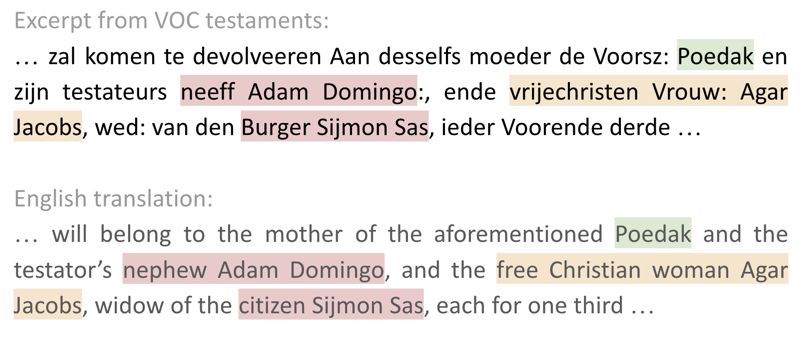 Excerpt from VOC testaments:
… zal komen te devolveeren Aan desselfs moeder de Voorsz: Poedak en
zijn testateurs neeff Adam Domingo:, ende vrijechristen Vrouw: Agar
Jacobs, wed: van den Burger Sijmon Sas, ieder Voorende derde …
English translation:
… will belong to the mother of the aforementioned Poedak and the
testator’s nephew Adam Domingo, and the free Christian woman Agar
Jacobs, widow of the citizen Sijmon Sas, each for one third …